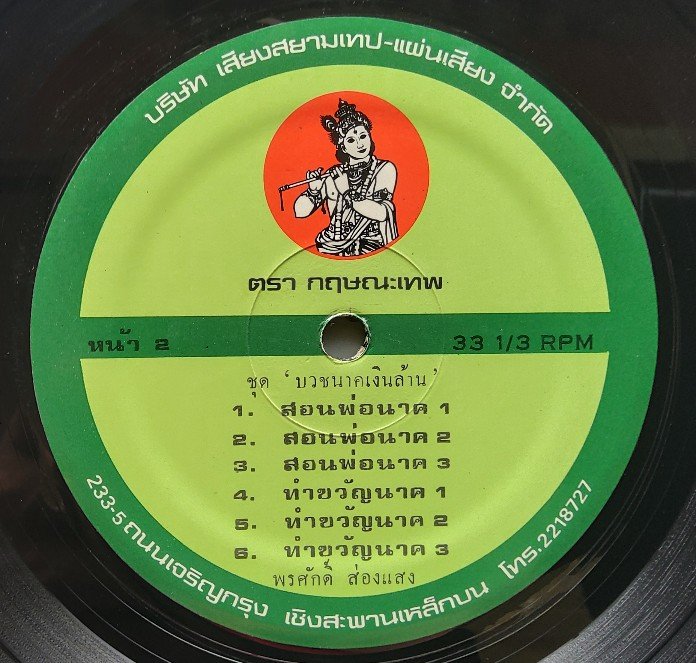 บริษัท เสียงสยามเทป-แผ่นเสียง จำกัด
ตรา กฤษณะเทพ
หน้า 2
33 1/3 RPM
ชุด ‘บวชนาคเงินล้าน’
1. สอนพ่อนาค 1
2. สอนพ่อนาค 2
3. สอนพ่อนาค 3
4. ทำขวัญนาค 1
5. ทำขวัญนาค 2
6. ทำขวัญนาค 3
พรศักดิ์ ส่องแสง
233-5 ถนนเจริญกรุง เชิงสะพานเหล็กบน โทร. 2218727